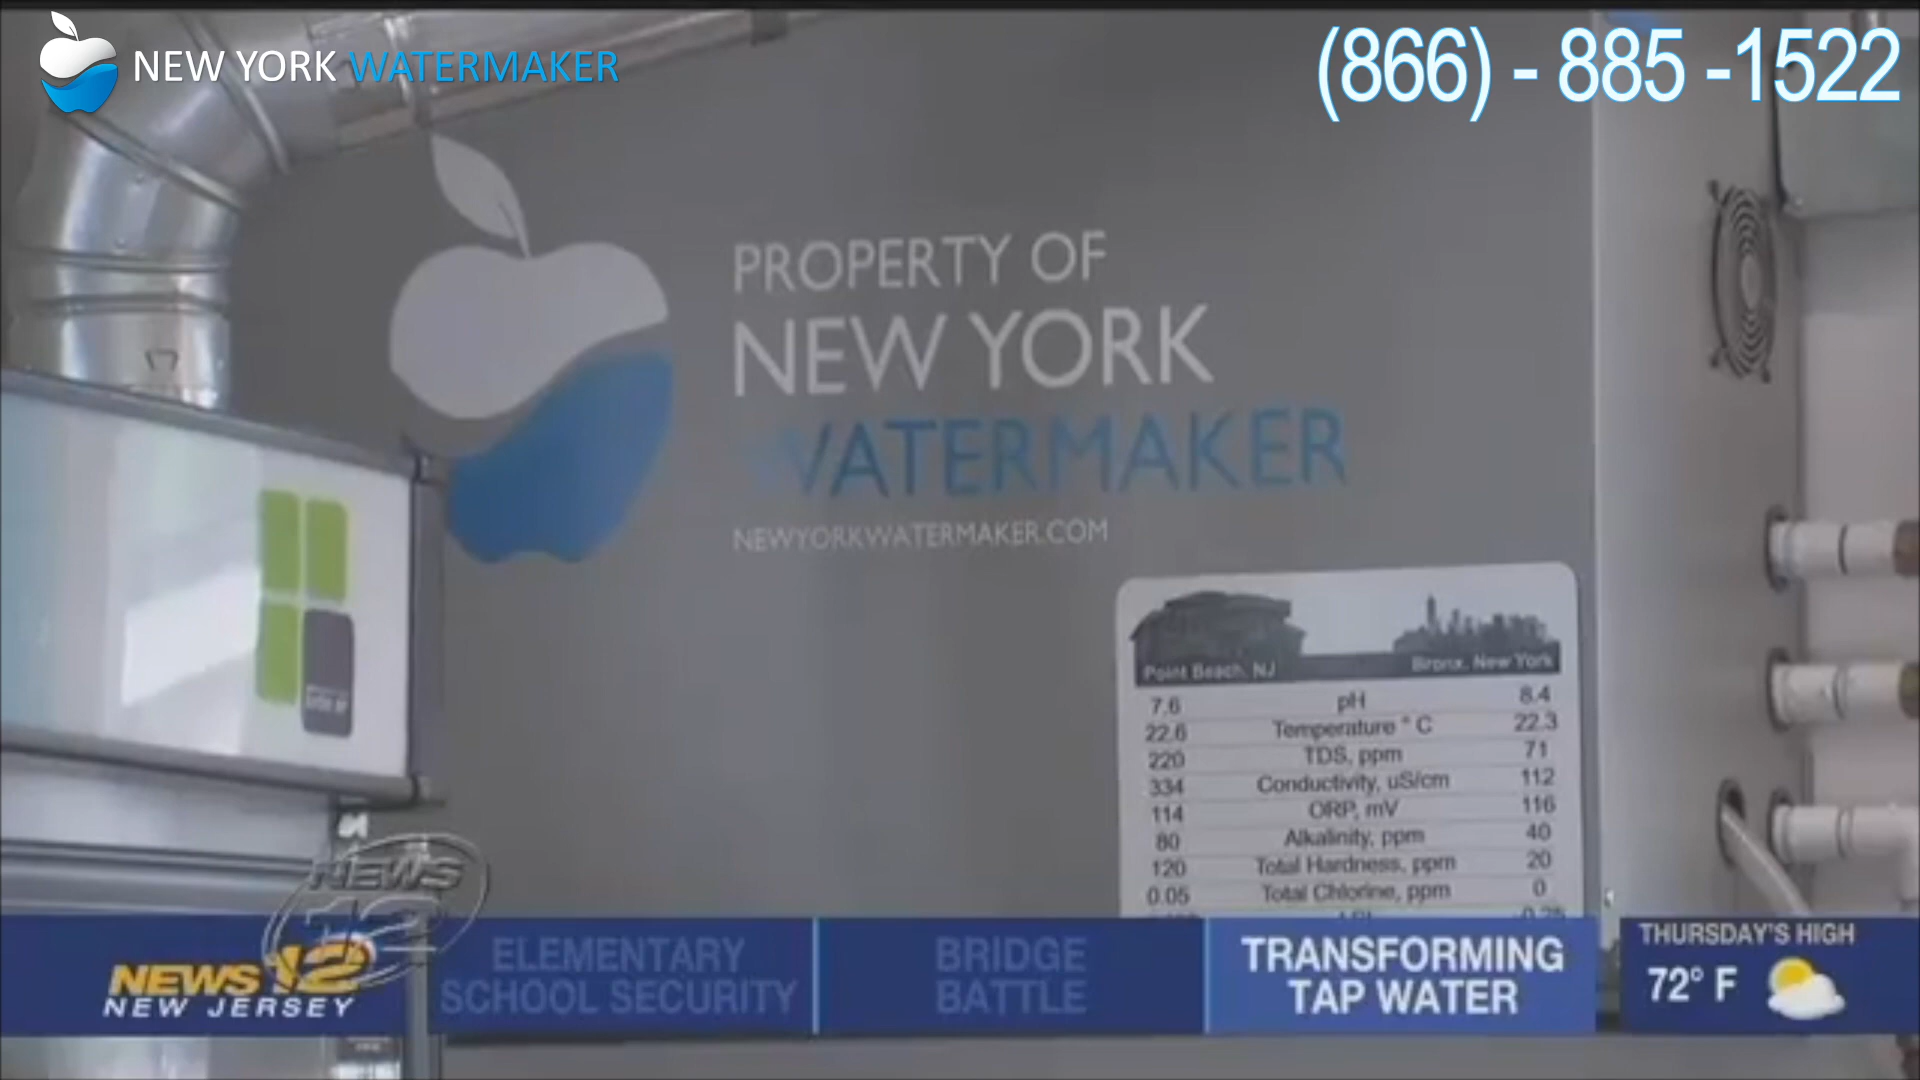 NEW YORK WATERMAKER
(866) - 885 -1522
PROPERTY OF
NEW YORK
WATERMAKER
NEWYORKWATERMAKER.COM
Point Beach, NJ Bronx, New York
7.6 pH 8.4
22.6 Temperature ° C 22.3
220 TDS, ppm 71
334 Conductivity, uS/cm 112
114 ORP, mV 116
80 Alkalinity, ppm 40
120 Total Hardness, ppm 20
0.05 Total Chlorine, ppm 0
NEWS
12
NEWS 12
NEW JERSEY
ELEMENTARY
SCHOOL SECURITY
BRIDGE
BATTLE
TRANSFORMING
TAP WATER
THURSDAY'S HIGH
72° F